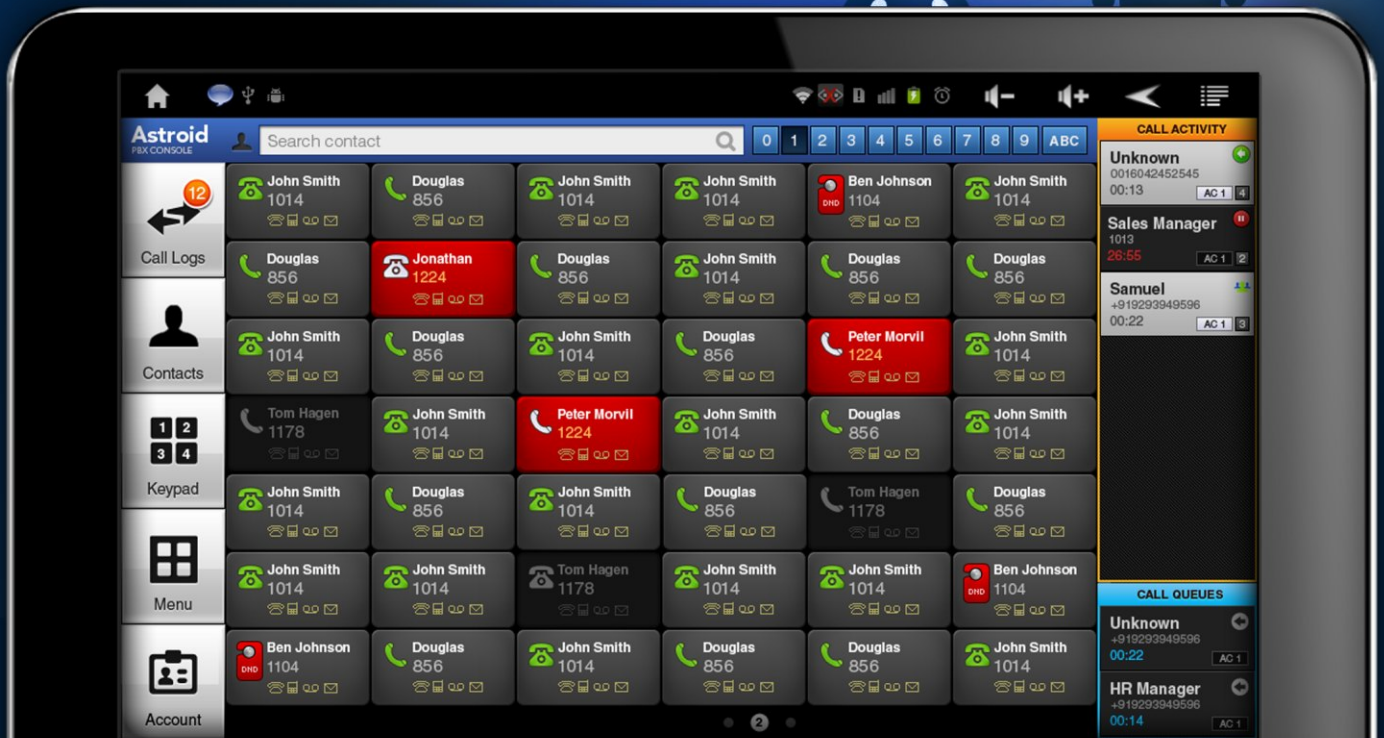 Astroid
PBX CONSOLE
Search contact
0 1 2 3 4 5 6 7 8 9 ABC
12
Call Logs
Contacts
1 2
3 4
Keypad
Menu
Account
John Smith Douglas John Smith John Smith Ben Johnson John Smith
1014 856 1014 1014 DND 1104 1014
Douglas Jonathan Douglas John Smith Douglas Douglas
856 1224 856 1014 856 856
John Smith Douglas John Smith Douglas Peter Morvil John Smith
1014 856 1014 856 1224 1014
Tom Hagen John Smith Peter Morvil John Smith Douglas John Smith
1178 1014 1224 1014 856 1014
John Smith Douglas John Smith Douglas Tom Hagen Douglas
1014 856 1014 856 1178 856
John Smith John Smith Tom Hagen John Smith John Smith Ben Johnson
1014 1014 1178 1014 1014 DND 1104
Ben Johnson Douglas John Smith Douglas Douglas John Smith
DND 1104 856 1014 856 856 1014
2
CALL ACTIVITY
Unknown
0016042452545
00:13 AC 1 4
Sales Manager
1013
26:55 AC 1 2
Samuel
+919293949596
00:22 AC 1 3
CALL QUEUES
Unknown
+919293949596
00:22 AC 1
HR Manager
+919293949596
00:14 AC 1